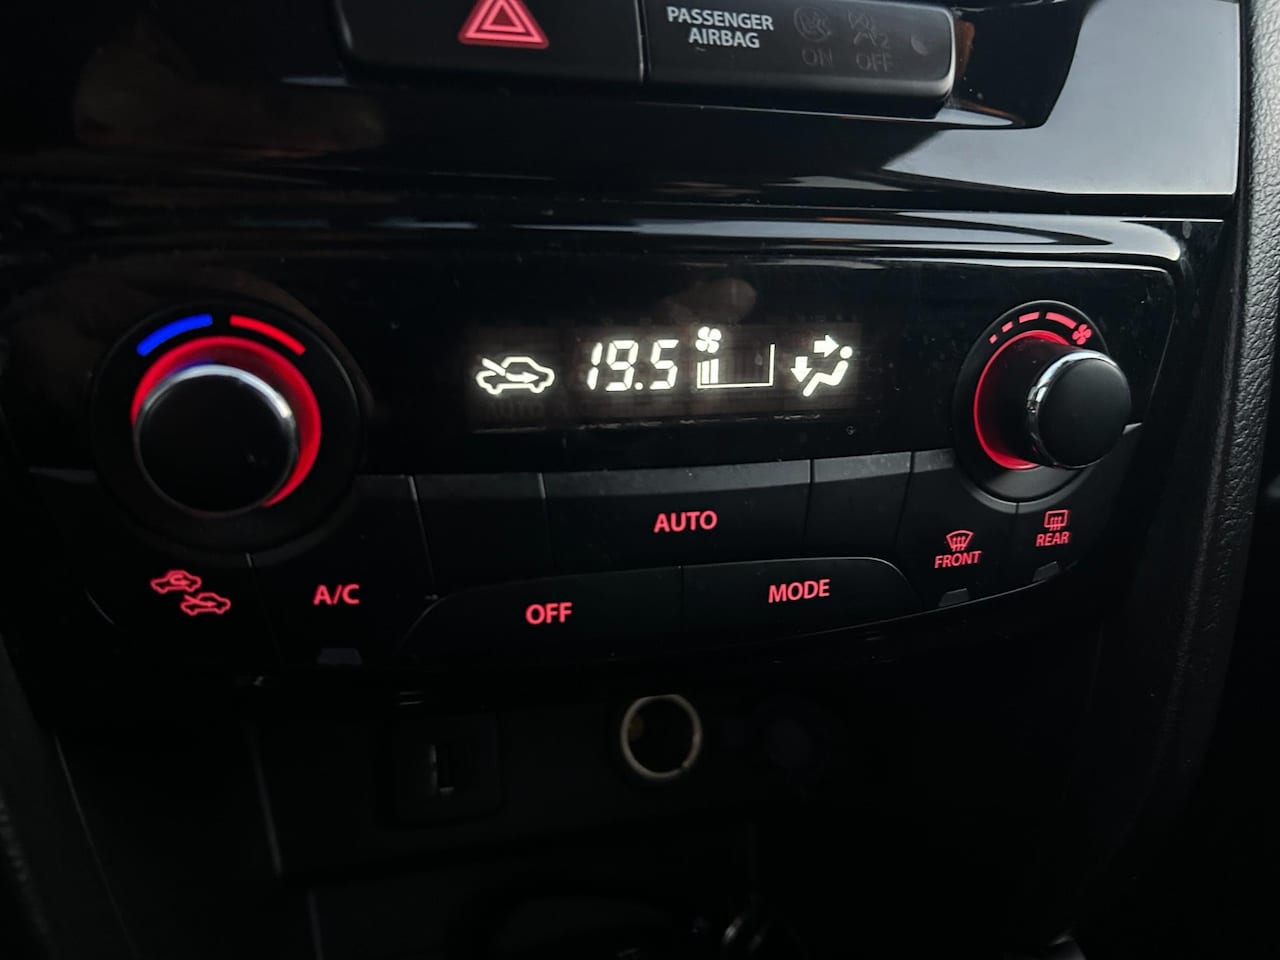 PASSENGER
AIRBAG
ON OFF
19.5
AUTO
FRONT
REAR
A/C
OFF
MODE